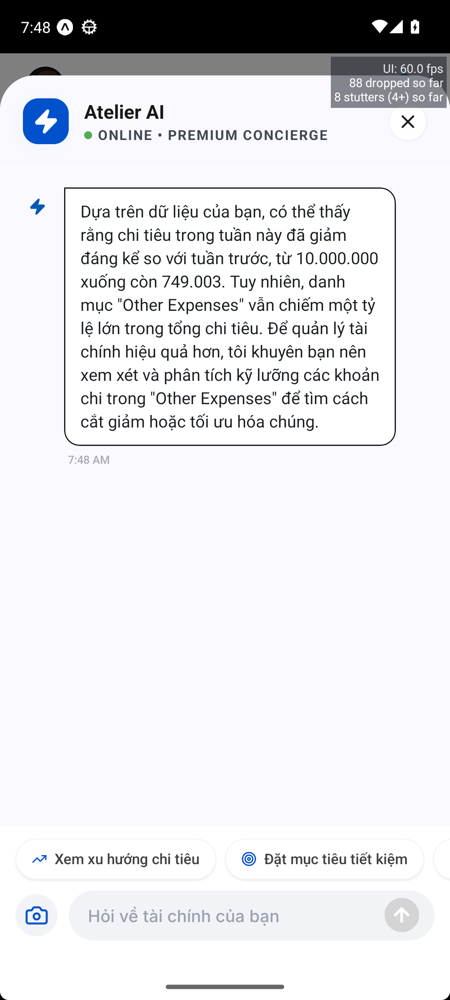 7:48
UI: 60.0 fps
88 dropped so far
8 stutters (4+) so far
Atelier AI
ONLINE • PREMIUM CONCIERGE
Dựa trên dữ liệu của bạn, có thể thấy
rằng chi tiêu trong tuần này đã giảm
đáng kể so với tuần trước, từ 10.000.000
xuống còn 749.003. Tuy nhiên, danh
mục "Other Expenses" vẫn chiếm một tỷ
lệ lớn trong tổng chi tiêu. Để quản lý tài
chính hiệu quả hơn, tôi khuyên bạn nên
xem xét và phân tích kỹ lưỡng các khoản
chi trong "Other Expenses" để tìm cách
cắt giảm hoặc tối ưu hóa chúng.
7:48 AM
Xem xu hướng chi tiêu
Đặt mục tiêu tiết kiệm
Hỏi về tài chính của bạn